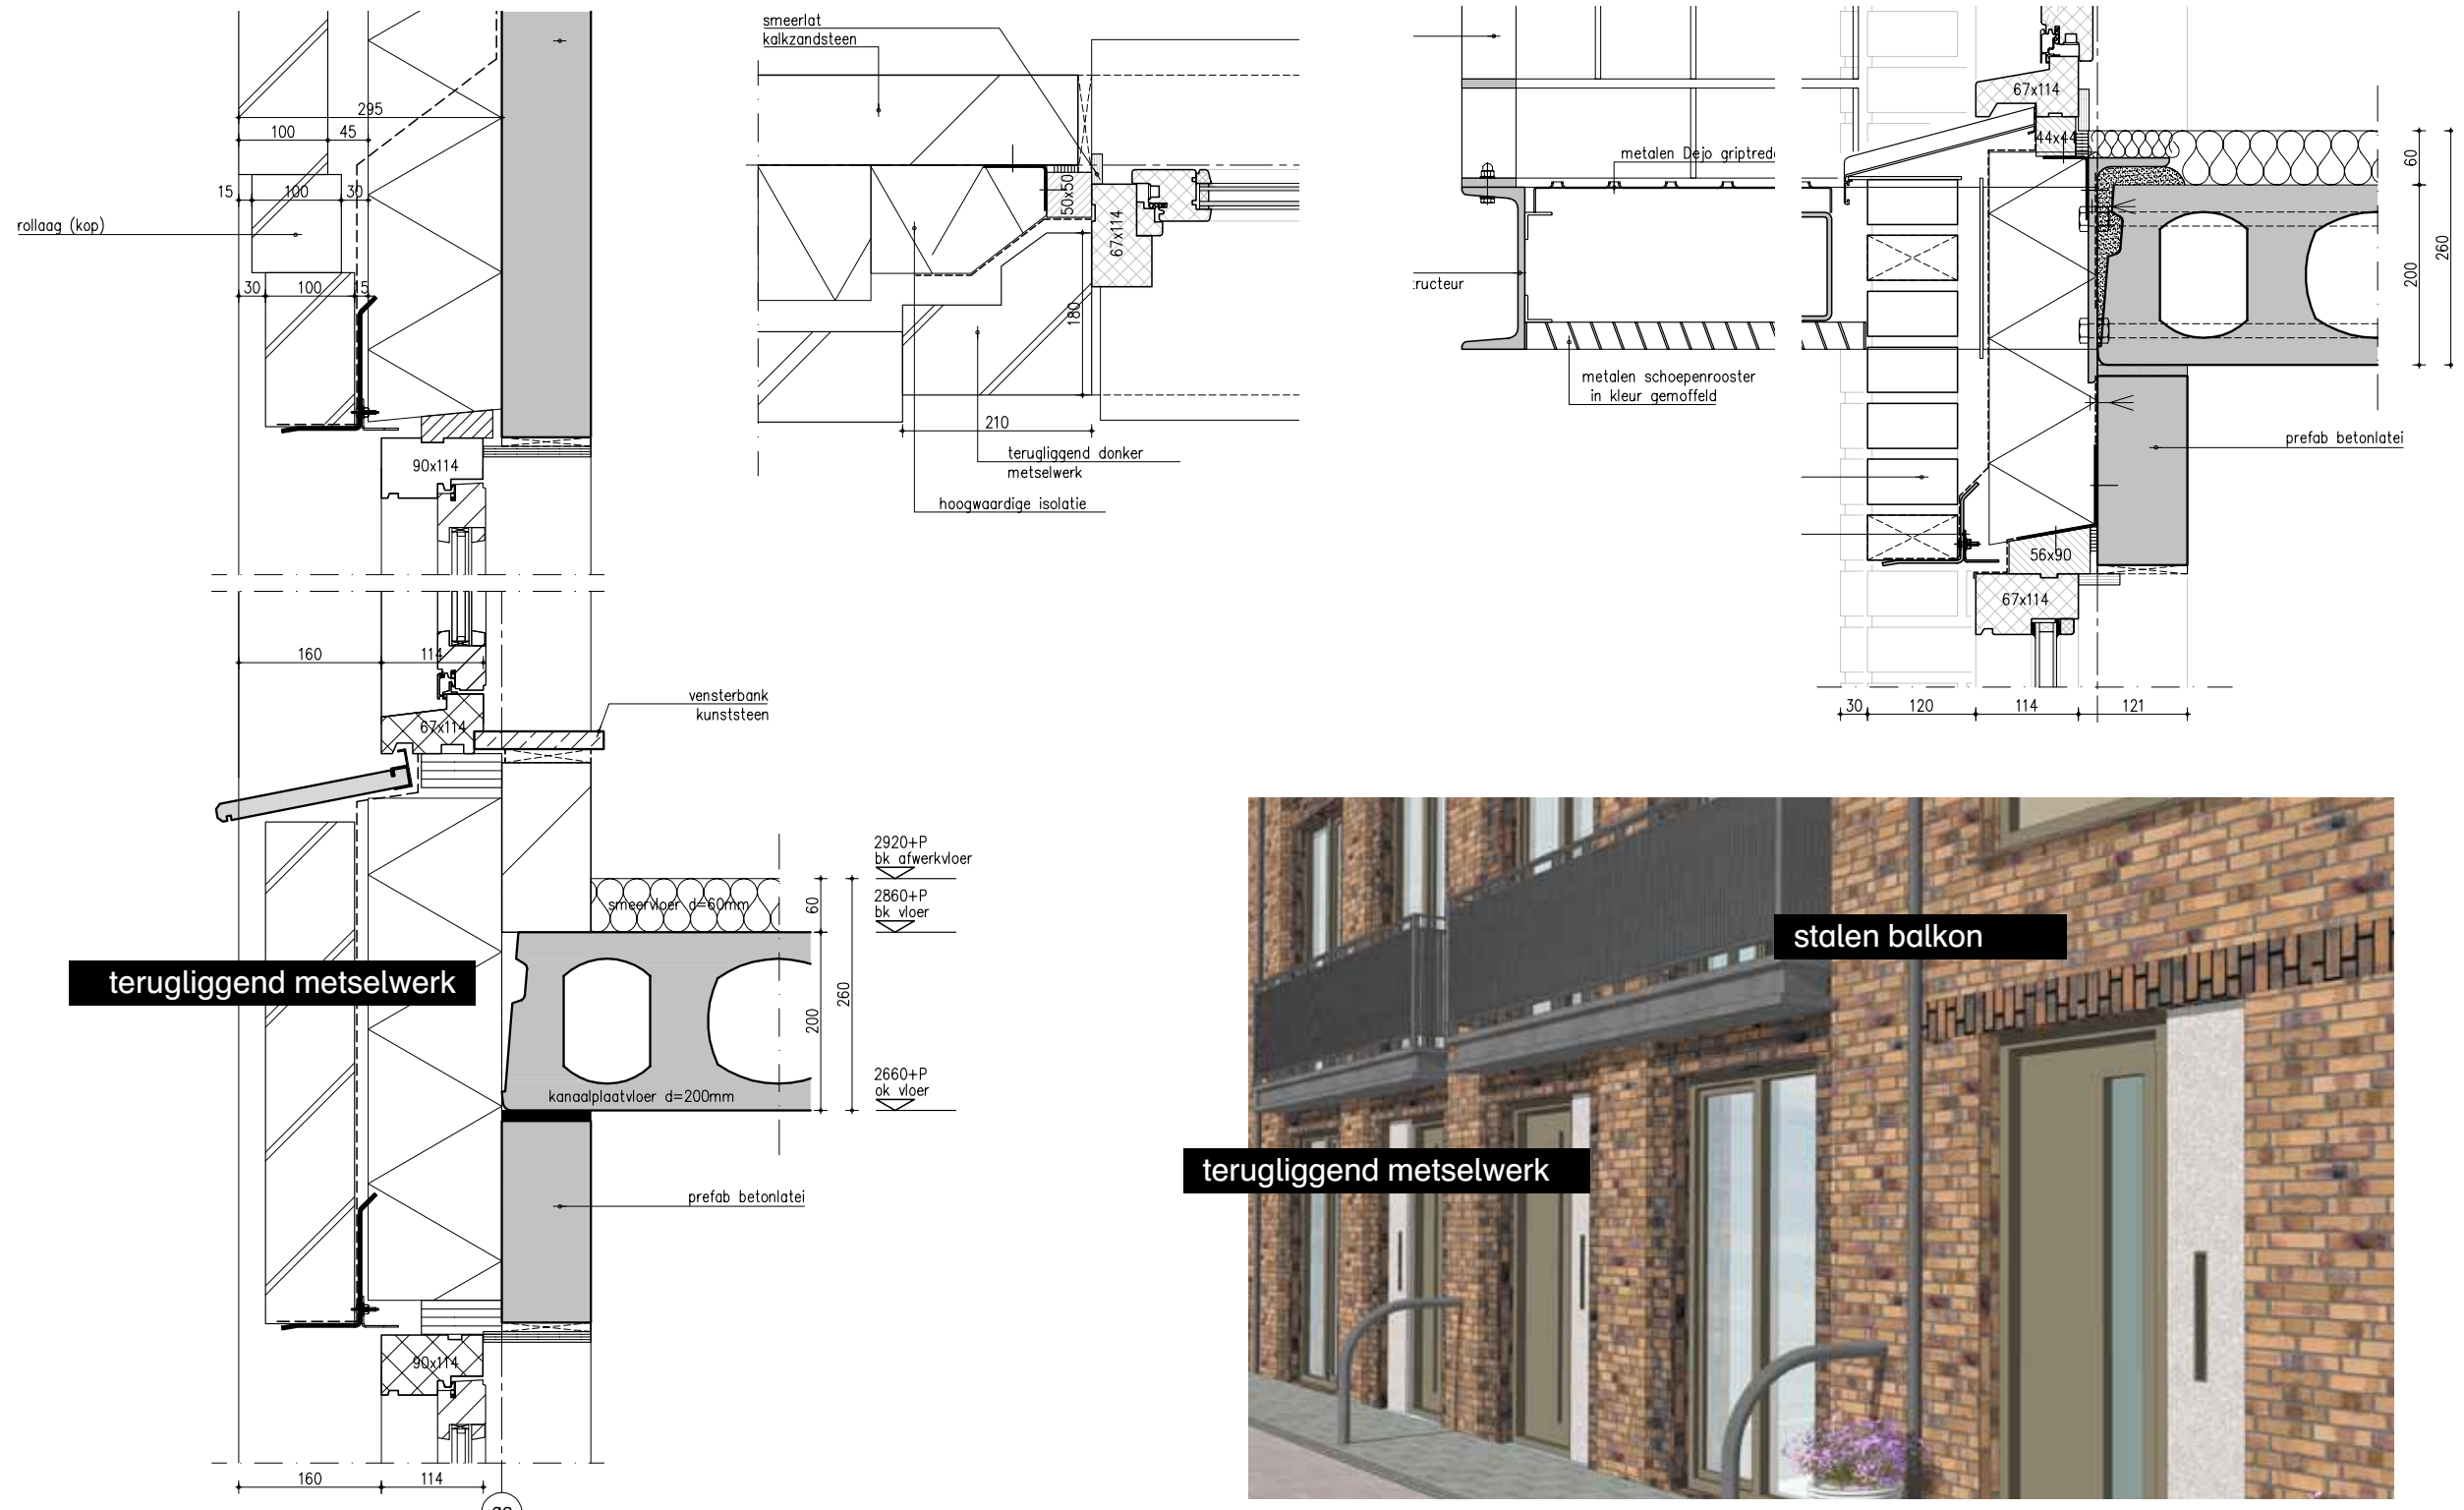 295
100
45
15
100
30
rollaag (kop)
30
100
15
90x114
160
114
vensterbank
kunststeen
67x114
2920+P
bk afwerkvloer
2860+P
bk vloer
smeervloer d=60mm
60
200
260
terugliggend metselwerk
kanaalplaatvloer d=200mm
2660+P
ok vloer
prefab betonlatei
90x114
160
114
smeerlat
kalkzandsteen
50x50
67x114
180
210
terugliggend donker
metselwerk
hoogwaardige isolatie
metalen Dejo griptrede
tructeur
metalen schoepenrooster
in kleur gemoffeld
67x114
44x44
60
200
260
prefab betonlatei
56x90
67x114
30
120
114
121
stalen balkon
terugliggend metselwerk